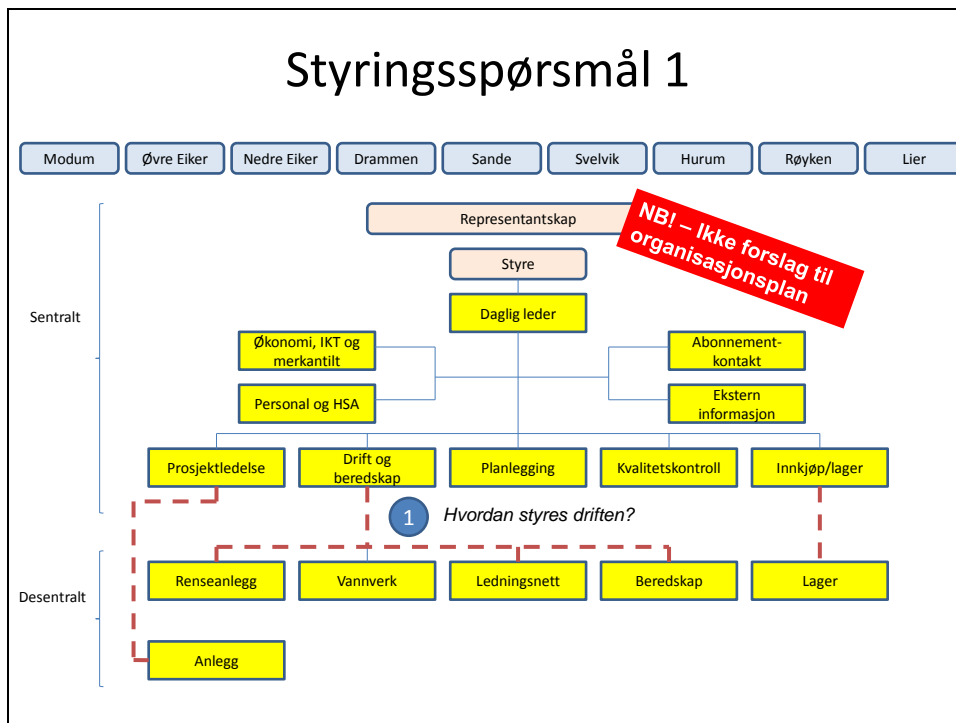 Styringsspørsmål 1
Modum
Øvre Eiker
Nedre Eiker
Drammen
Sande
Svelvik
Hurum
Røyken
Lier
Representantskap
NB! – Ikke forslag til
organisasjonsplan
Styre
Sentralt
Daglig leder
Økonomi, IKT og
merkantilt
Abonnement-
kontakt
Personal og HSA
Ekstern
informasjon
Prosjektledelse
Drift og
beredskap
Planlegging
Kvalitetskontroll
Innkjøp/lager
1
Hvordan styres driften?
Desentralt
Renseanlegg
Vannverk
Ledningsnett
Beredskap
Lager
Anlegg